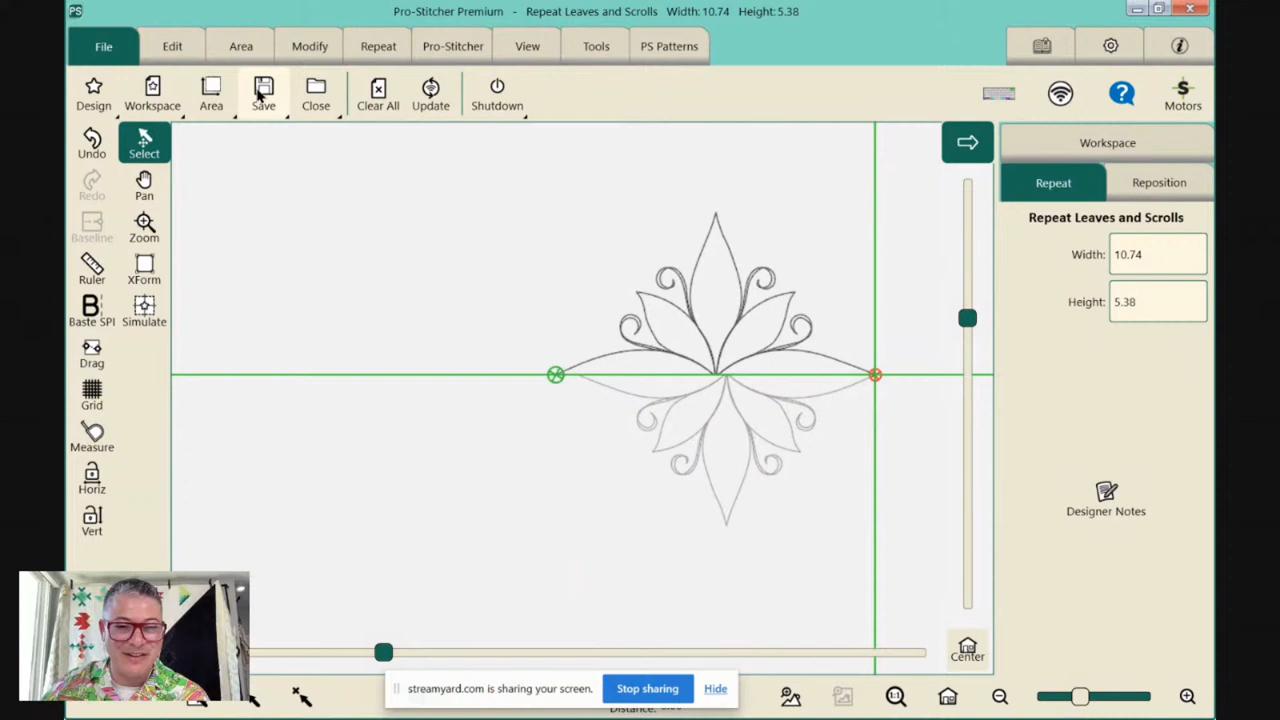 PS Pro-Stitcher Premium - Repeat Leaves and Scrolls Width: 10.74 Height: 5.38
File Edit Area Modify Repeat Pro-Stitcher View Tools PS Patterns
Design Workspace Area Save Close Clear All Update Shutdown Motors
Undo Select
Redo Pan
Baseline Zoom
Ruler XForm
Baste SPI Simulate
Drag
Grid
Measure
Horiz
Vert
Workspace
Repeat Reposition
Repeat Leaves and Scrolls
Width: 10.74
Height: 5.38
Designer Notes
Center
streamyard.com is sharing your screen. Stop sharing Hide
1:1